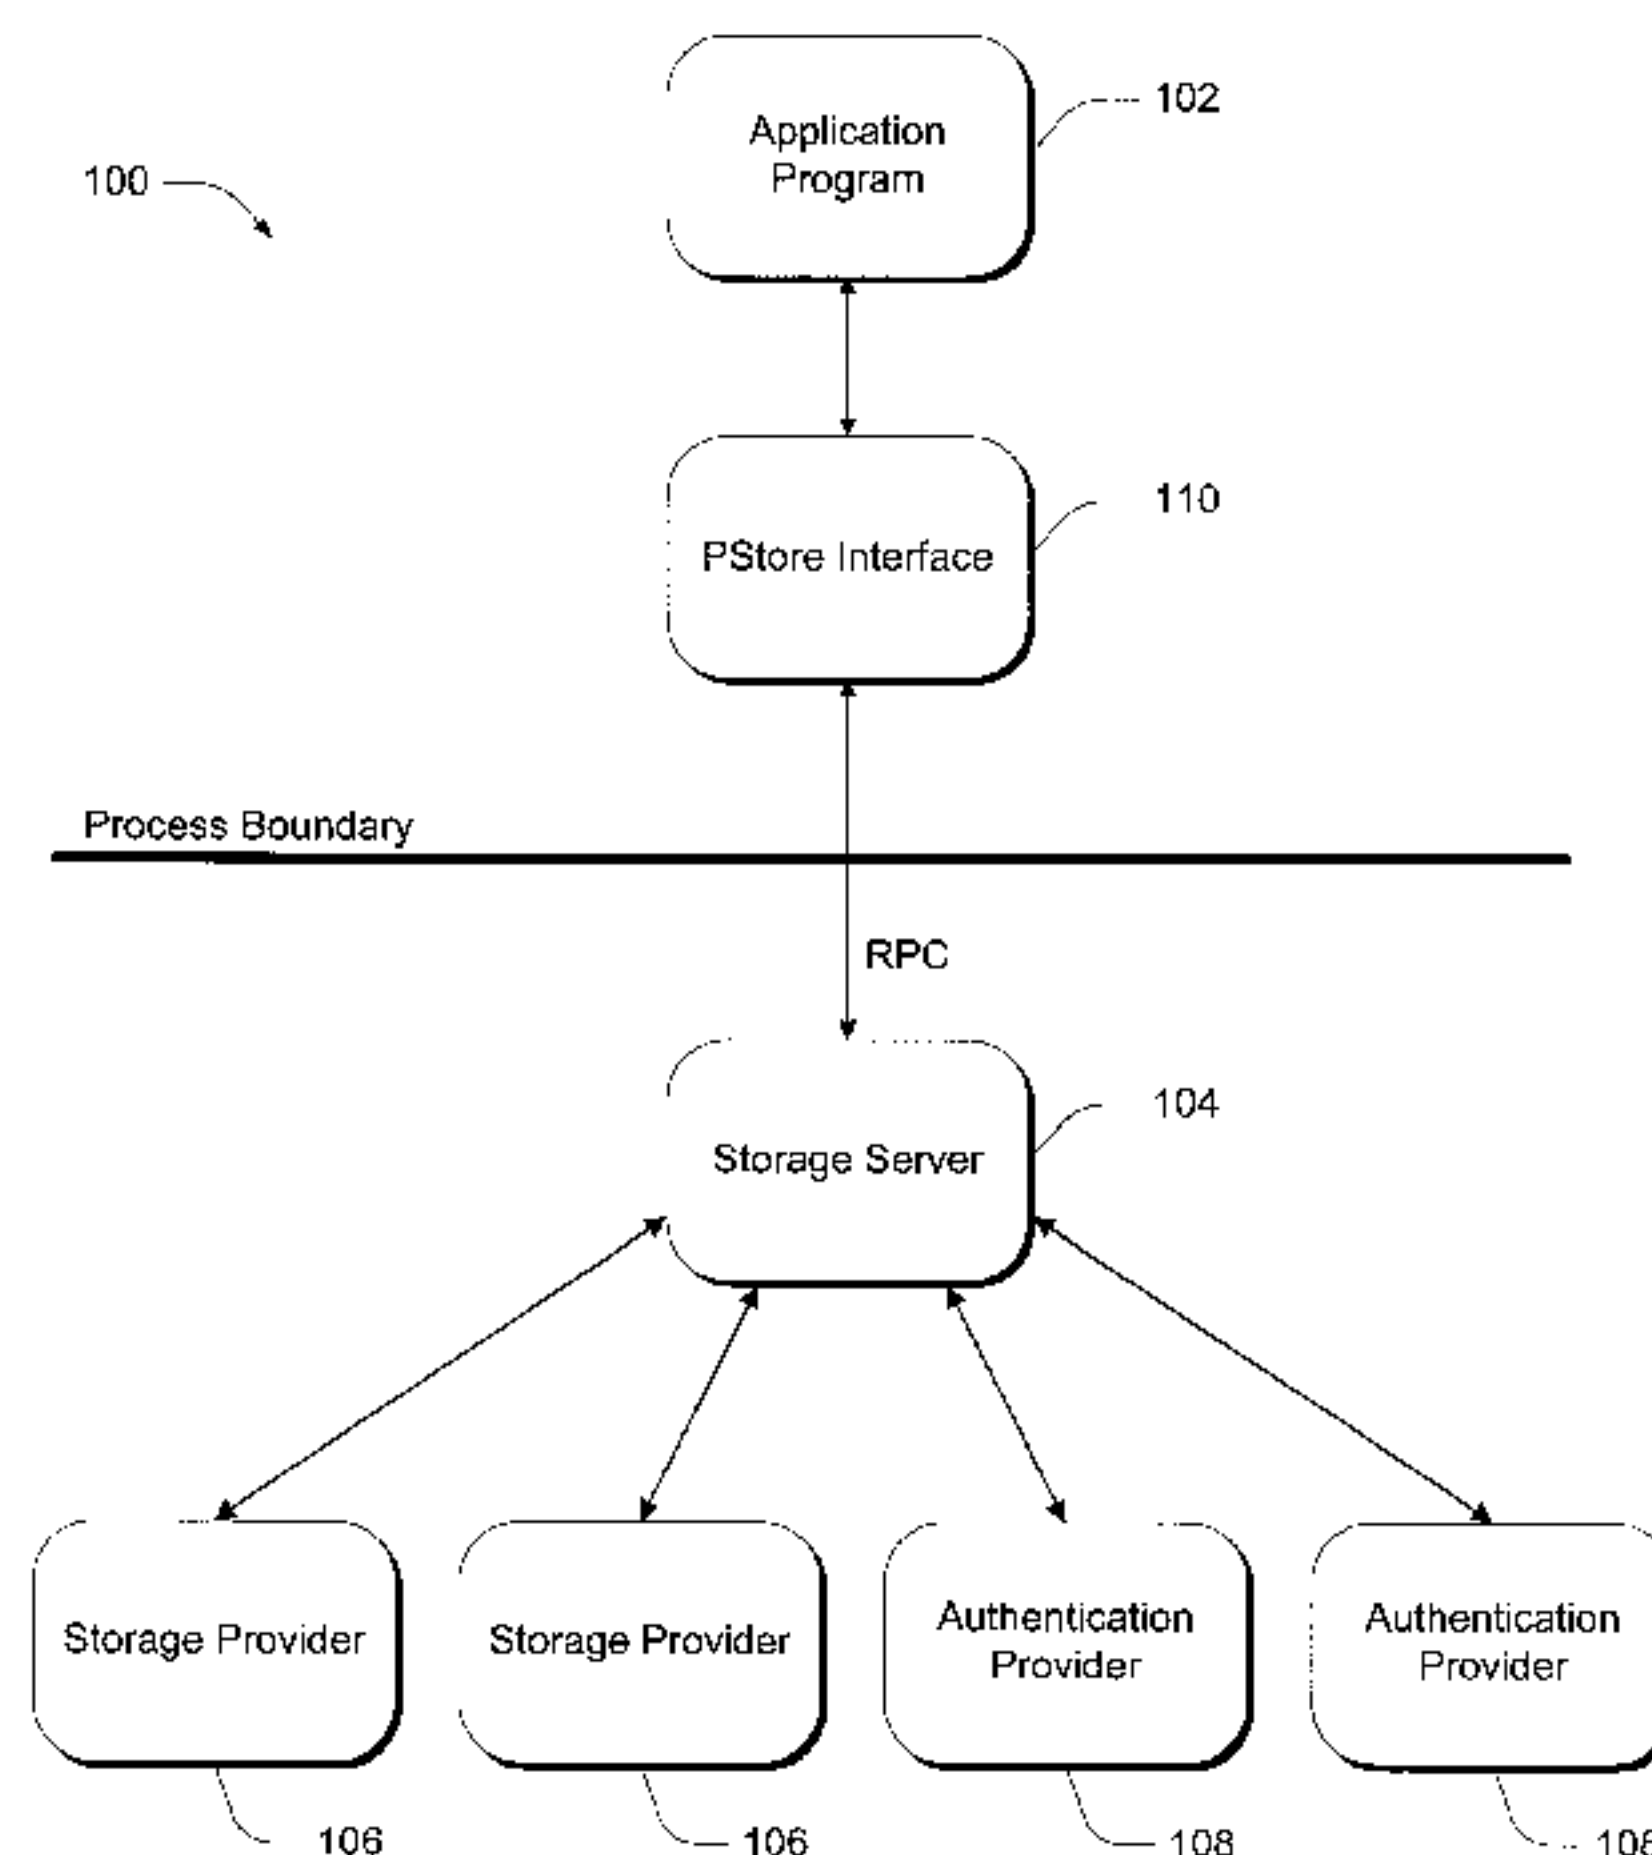 102
Application
Program
100
110
PStore Interface
Process Boundary
RPC
104
Storage Server
Storage Provider
Storage Provider
Authentication
Provider
Authentication
Provider
106
106
108
108